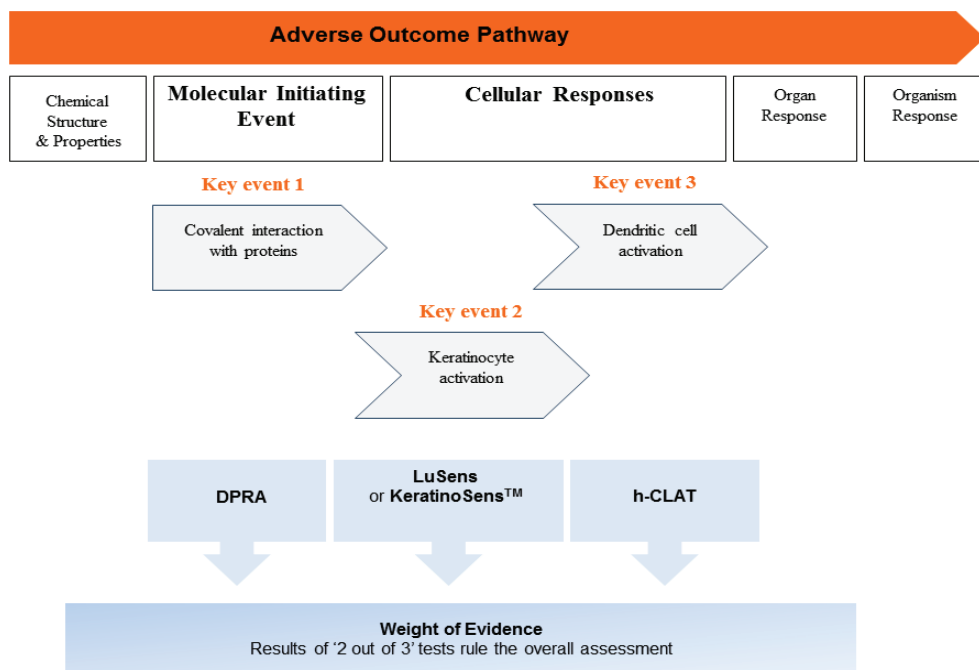 Adverse Outcome Pathway
Chemical
Structure
& Properties
Molecular Initiating
Event
Cellular Responses
Organ
Response
Organism
Response
Key event 1
Key event 3
Covalent interaction
with proteins
Dendritic cell
activation
Key event 2
Keratinocyte
activation
DPRA
LuSens
or KeratinoSens™
h-CLAT
Weight of Evidence
Results of '2 out of 3' tests rule the overall assessment